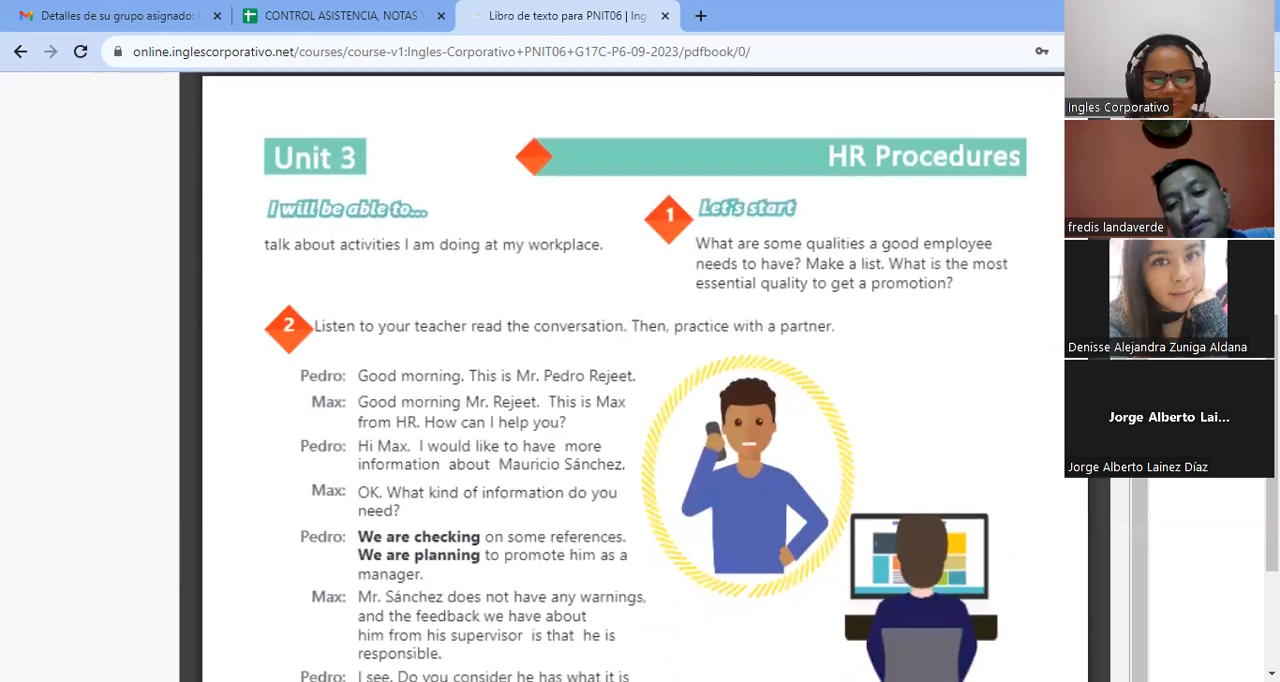 Detalles de su grupo asignado:
CONTROL ASISTENCIA, NOTAS Y
Libro de texto para PNIT06 | Ing
online.inglescorporativo.net/courses/course-v1:Ingles-Corporativo+PNIT06+G17C-P6-09-2023/pdfbook/0/
Unit 3
HR Procedures
I will be able to...
talk about activities I am doing at my workplace.
1
Let's start
What are some qualities a good employee
needs to have? Make a list. What is the most
essential quality to get a promotion?
2
Listen to your teacher read the conversation. Then, practice with a partner.
Pedro: Good morning. This is Mr. Pedro Rejeet.
Max: Good morning Mr. Rejeet. This is Max
from HR. How can I help you?
Pedro: Hi Max. I would like to have more
information about Mauricio Sánchez.
Max: OK. What kind of information do you
need?
Pedro: We are checking on some references.
We are planning to promote him as a
manager.
Max: Mr. Sánchez does not have any warnings,
and the feedback we have about
him from his supervisor is that he is
responsible.
Pedro: I see. Do you consider he has what it is
Ingles Corporativo
fredis landaverde
Denisse Alejandra Zuniga Aldana
Jorge Alberto Lai...
Jorge Alberto Lainez Díaz